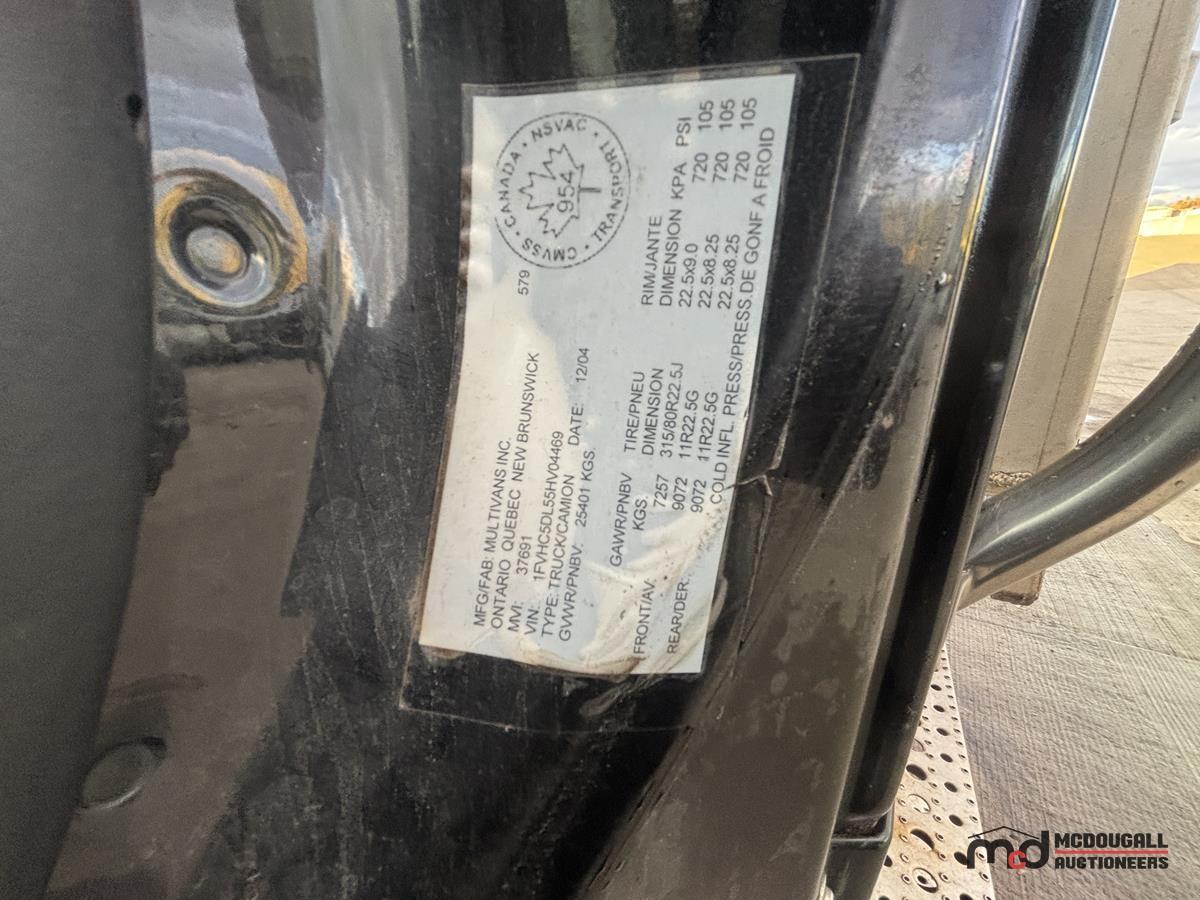 MFG/FAB: MULTIVANS INC.
ONTARIO QUEBEC NEW BRUNSWICK
MVI: 37691 579
VIN: 1FVHC5DL55HV04469
TYPE: TRUCK/CAMION
GVWR/PNBV: 25401 KGS. DATE: 12/04
CANADA • NSVAC • TRANSPORT • CMVSS •
954
GAWR/PNBV TIRE/PNEU RIM/JANTE
KGS. DIMENSION DIMENSION KPA PSI
FRONT/AV: 7257 315/80R22.5J 22.5x9.0 720 105
9072 11R22.5G 22.5x8.25 720 105
REAR/DER.: 9072 11R22.5G 22.5x8.25 720 105
COLD INFL. PRESS/PRESS.DE GONF A FROID
mcd MCDOUGALL
AUCTIONEERS